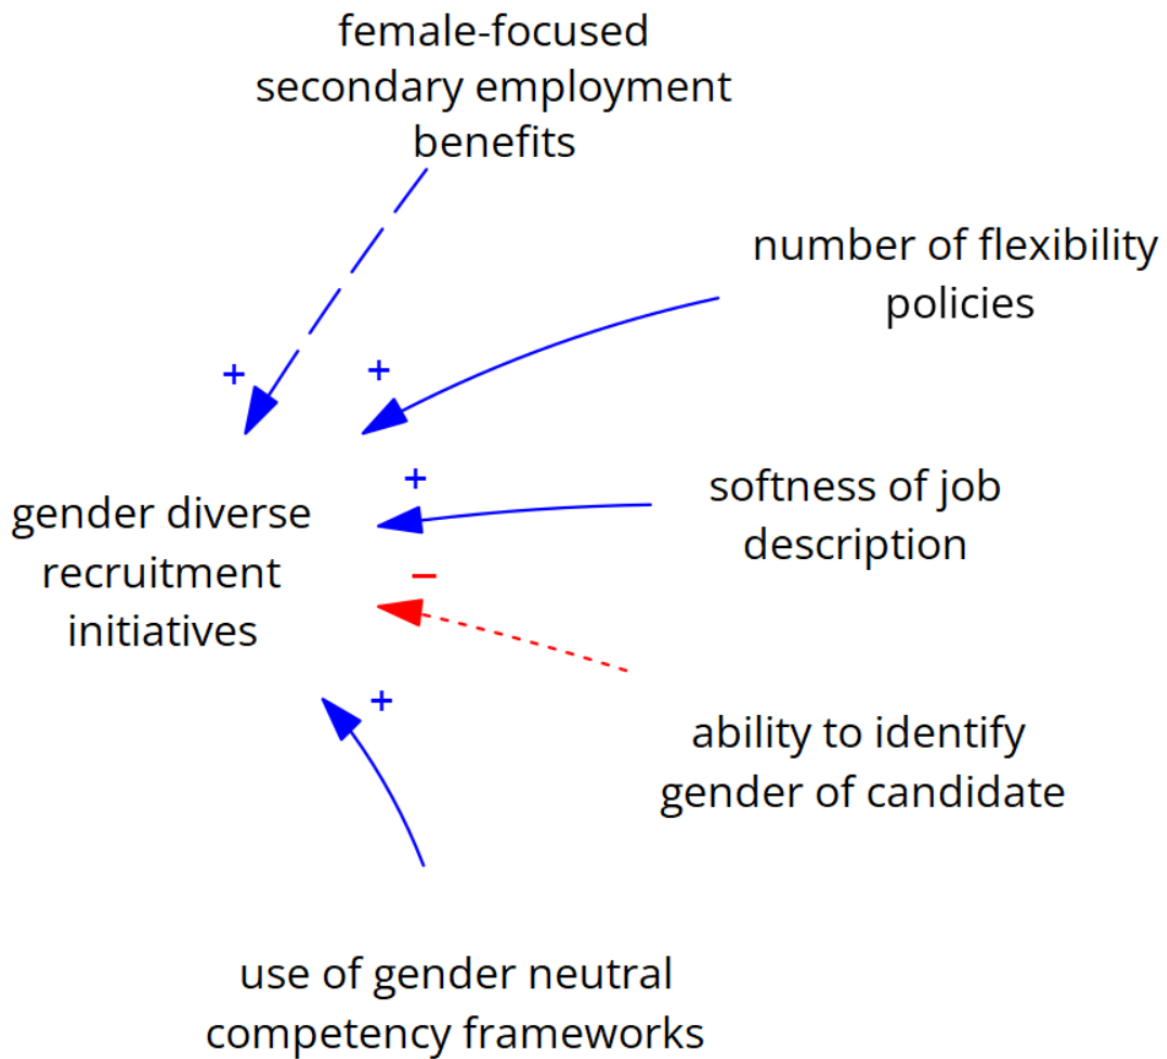 female-focused
secondary employment
benefits
number of flexibility
policies
+
+
+
softness of job
description
gender diverse
recruitment
initiatives
−
+
ability to identify
gender of candidate
use of gender neutral
competency frameworks